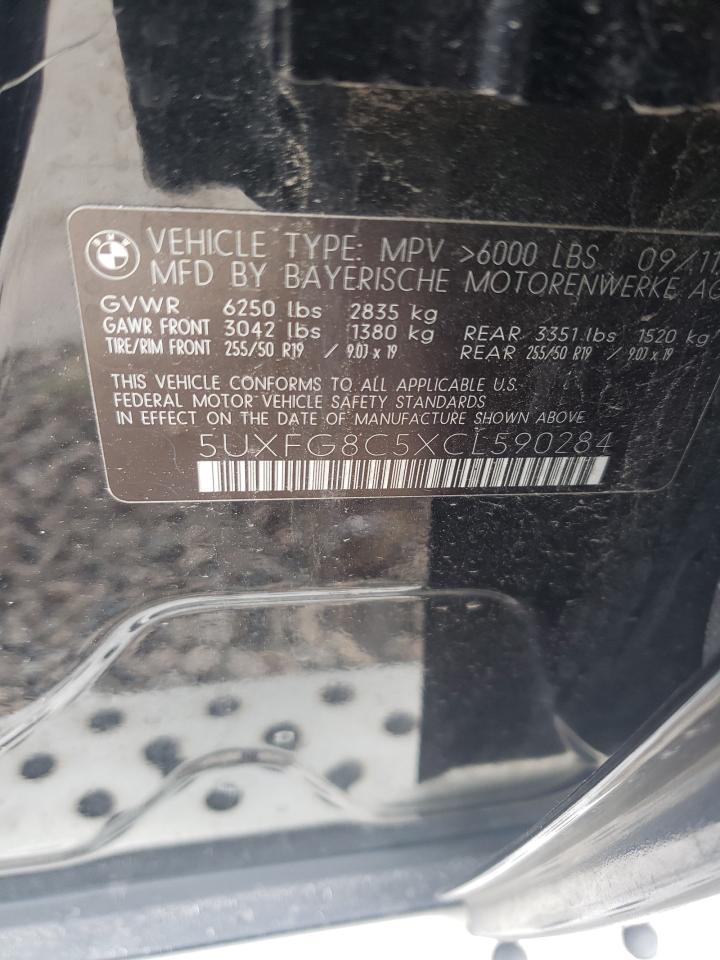 BMW
VEHICLE TYPE: MPV >6000 LBS 09/11
MFD BY BAYERISCHE MOTORENWERKE AG
GVWR 6250 lbs 2835 kg
GAWR FRONT 3042 lbs 1380 kg REAR 3351 lbs 1520 kg
TIRE/RIM FRONT 255/50 R19 / 9.0J x 19 REAR 255/50 R19 / 9.0J x 19
THIS VEHICLE CONFORMS TO ALL APPLICABLE U.S.
FEDERAL MOTOR VEHICLE SAFETY STANDARDS
IN EFFECT ON THE DATE OF MANUFACTURE SHOWN ABOVE
5UXFG8C5XCL590284